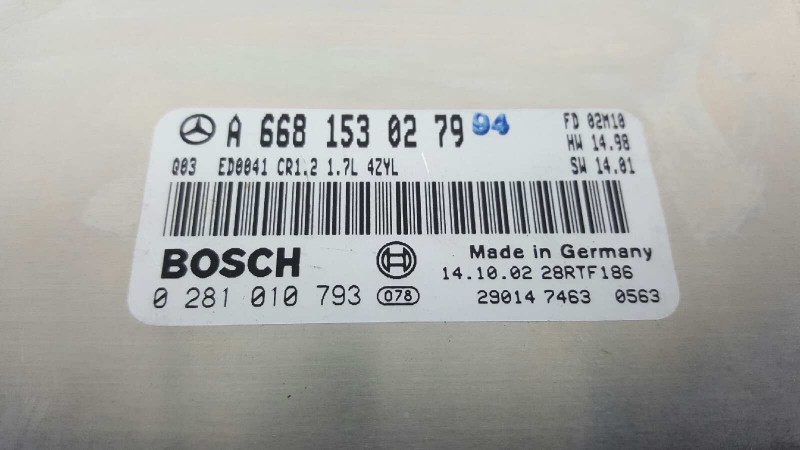 A 668 153 02 79 94
FD 02M10
HW 14.98
Q03 ED0041 CR1.2 1.7L 4ZYL
SW 14.01
BOSCH
Made in Germany
14.10.02 28RTF186
0 281 010 793 078
29014 7463 0563